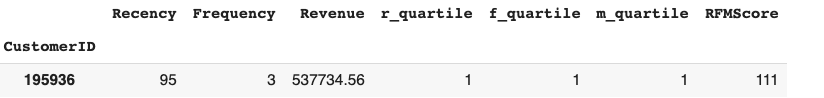 Recency Frequency Revenue r_quartile f_quartile m_quartile RFMScore
CustomerID
195936 95 3 537734.56 1 1 1 111